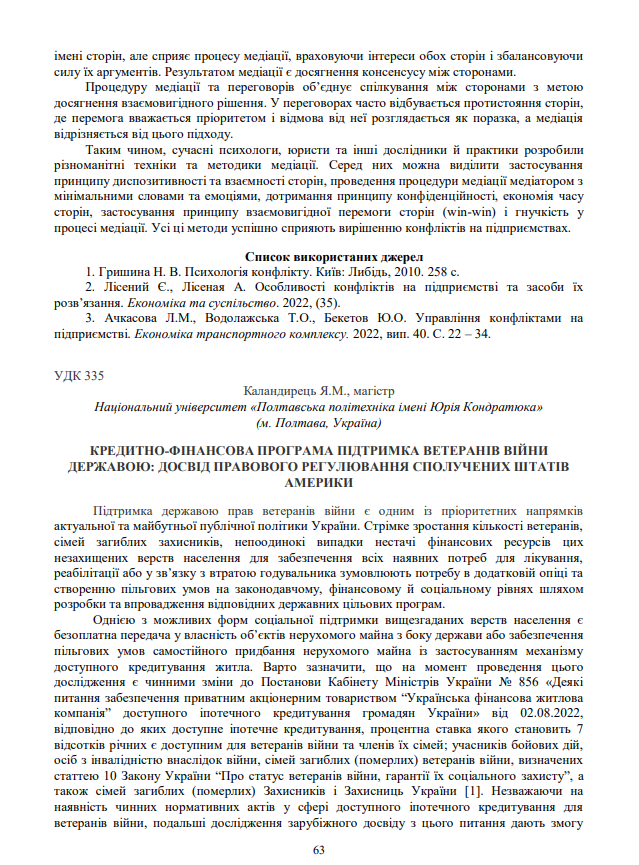 імені сторін, але сприяє процесу медіації, враховуючи інтереси обох сторін і збалансовуючи
силу їх аргументів. Результатом медіації є досягнення консенсусу між сторонами.
Процедуру медіації та переговорів об’єднує спілкування між сторонами з метою
досягнення взаємовигідного рішення. У переговорах часто відбувається протистояння сторін,
де перемога вважається пріоритетом і відмова від неї розглядається як поразка, а медіація
відрізняється від цього підходу.
Таким чином, сучасні психологи, юристи та інші дослідники й практики розробили
різноманітні техніки та методики медіації. Серед них можна виділити застосування
принципу диспозитивності та взаємності сторін, проведення процедури медіації медіатором з
мінімальними словами та емоціями, дотримання принципу конфіденційності, економія часу
сторін, застосування принципу взаємовигідної перемоги сторін (win-win) і гнучкість у
процесі медіації. Усі ці методи успішно сприяють вирішенню конфліктів на підприємствах.
Список використаних джерел
1. Гришина Н. В. Психологія конфлікту. Київ: Либідь, 2010. 258 с.
2. Лісений Є., Лісеная А. Особливості конфліктів на підприємстві та засоби їх
розв’язання. Економіка та суспільство. 2022, (35).
3. Ачкасова Л.М., Водолажська Т.О., Бекетов Ю.О. Управління конфліктами на
підприємстві. Економіка транспортного комплексу. 2022, вип. 40. С. 22 – 34.
УДК 335
Каландирець Я.М., магістр
Національний університет «Полтавська політехніка імені Юрія Кондратюка»
(м. Полтава, Україна)
КРЕДИТНО-ФІНАНСОВА ПРОГРАМА ПІДТРИМКА ВЕТЕРАНІВ ВІЙНИ
ДЕРЖАВОЮ: ДОСВІД ПРАВОВОГО РЕГУЛЮВАННЯ СПОЛУЧЕНИХ ШТАТІВ
АМЕРИКИ
Підтримка державою прав ветеранів війни є одним із пріоритетних напрямків
актуальної та майбутньої публічної політики України. Стрімке зростання кількості ветеранів,
сімей загиблих захисників, непоодинокі випадки нестачі фінансових ресурсів цих
незахищених верств населення для забезпечення всіх наявних потреб для лікування,
реабілітації або у зв’язку з втратою годувальника зумовлюють потребу в додатковій опіці та
створенню пільгових умов на законодавчому, фінансовому й соціальному рівнях шляхом
розробки та впровадження відповідних державних цільових програм.
Однією з можливих форм соціальної підтримки вищезгаданих верств населення є
безоплатна передача у власність об’єктів нерухомого майна з боку держави або забезпечення
пільгових умов самостійного придбання нерухомого майна із застосуванням механізму
доступного кредитування житла. Варто зазначити, що на момент проведення цього
дослідження є чинними зміни до Постанови Кабінету Міністрів України № 856 «Деякі
питання забезпечення приватним акціонерним товариством “Українська фінансова житлова
компанія” доступного іпотечного кредитування громадян України» від 02.08.2022,
відповідно до яких доступне іпотечне кредитування, процентна ставка якого становить 7
відсотків річних є доступним для ветеранів війни та членів їх сімей; учасників бойових дій,
осіб з інвалідністю внаслідок війни, сімей загиблих (померлих) ветеранів війни, визначених
статтею 10 Закону України “Про статус ветеранів війни, гарантії їх соціального захисту”, а
також сімей загиблих (померлих) Захисників і Захисниць України [1]. Незважаючи на
наявність чинних нормативних актів у сфері доступного іпотечного кредитування для
ветеранів війни, подальші дослідження зарубіжного досвіду з цього питання дають змогу
63